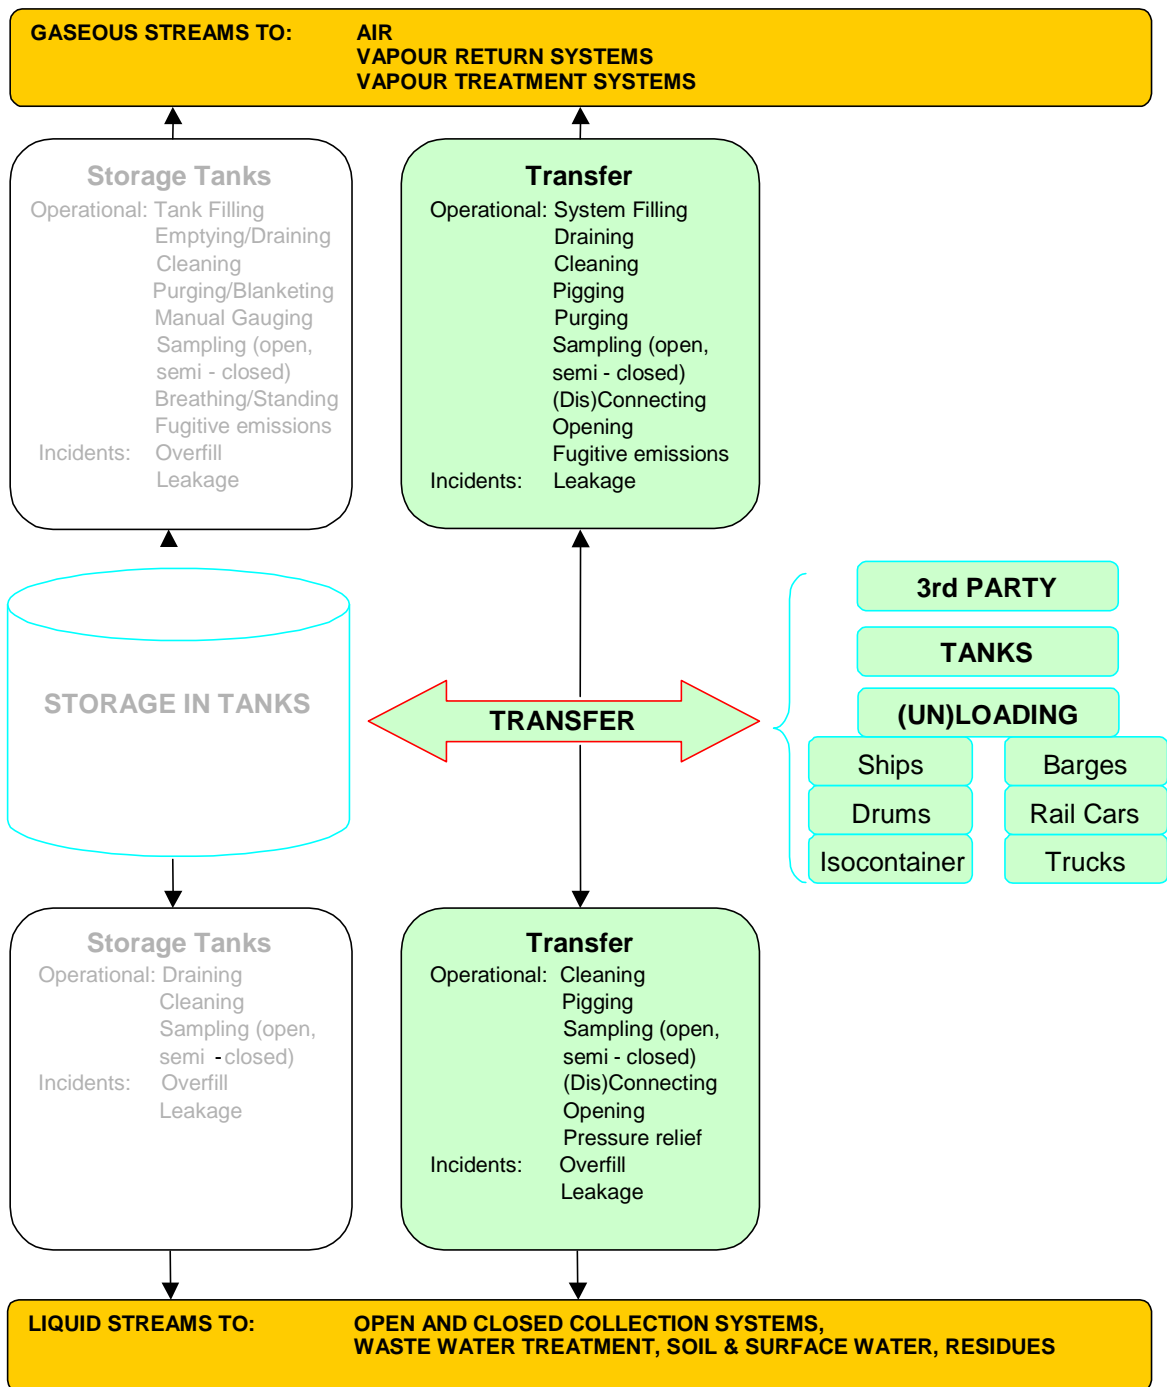 GASEOUS STREAMS TO: AIR
VAPOUR RETURN SYSTEMS
VAPOUR TREATMENT SYSTEMS
Storage Tanks
Operational: Tank Filling
Emptying/Draining
Cleaning
Purging/Blanketing
Manual Gauging
Sampling (open,
semi - closed)
Breathing/Standing
Fugitive emissions
Incidents: Overfill
Leakage
Transfer
Operational: System Filling
Draining
Cleaning
Pigging
Purging
Sampling (open,
semi - closed)
(Dis)Connecting
Opening
Fugitive emissions
Incidents: Leakage
STORAGE IN TANKS
TRANSFER
3rd PARTY
TANKS
(UN)LOADING
Ships Barges
Drums Rail Cars
Isocontainer Trucks
Storage Tanks
Operational: Draining
Cleaning
Sampling (open,
semi - closed)
Incidents: Overfill
Leakage
Transfer
Operational: Cleaning
Pigging
Sampling (open,
semi - closed)
(Dis)Connecting
Opening
Pressure relief
Incidents: Overfill
Leakage
LIQUID STREAMS TO: OPEN AND CLOSED COLLECTION SYSTEMS,
WASTE WATER TREATMENT, SOIL & SURFACE WATER, RESIDUES